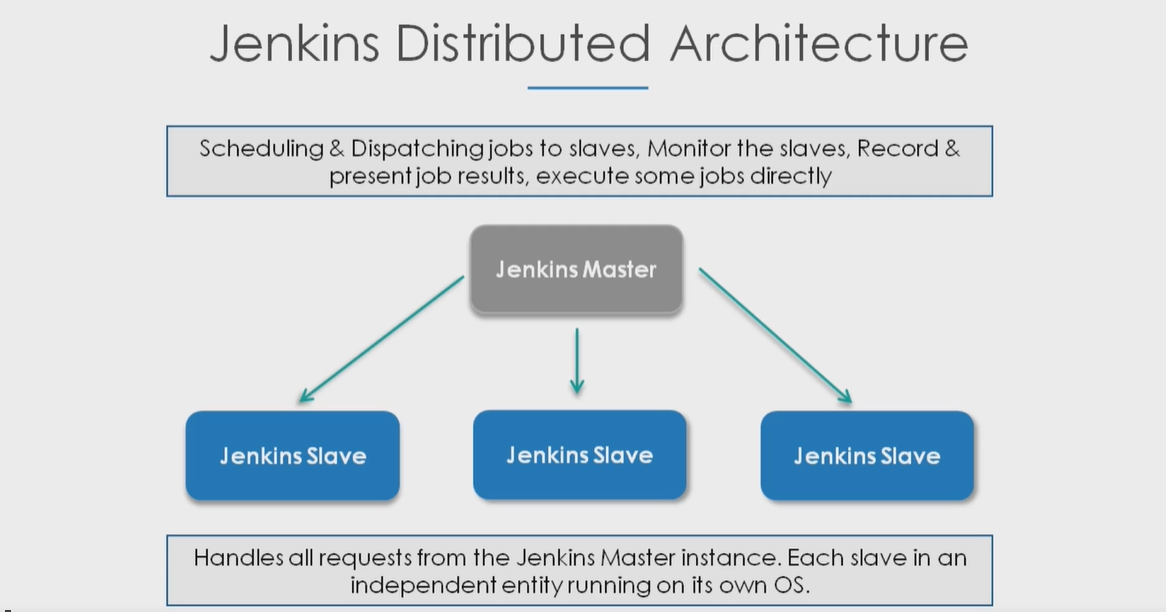 Jenkins Distributed Architecture
Scheduling & Dispatching jobs to slaves, Monitor the slaves, Record &
present job results, execute some jobs directly
Jenkins Master
Jenkins Slave
Jenkins Slave
Jenkins Slave
Handles all requests from the Jenkins Master instance. Each slave in an
independent entity running on its own OS.